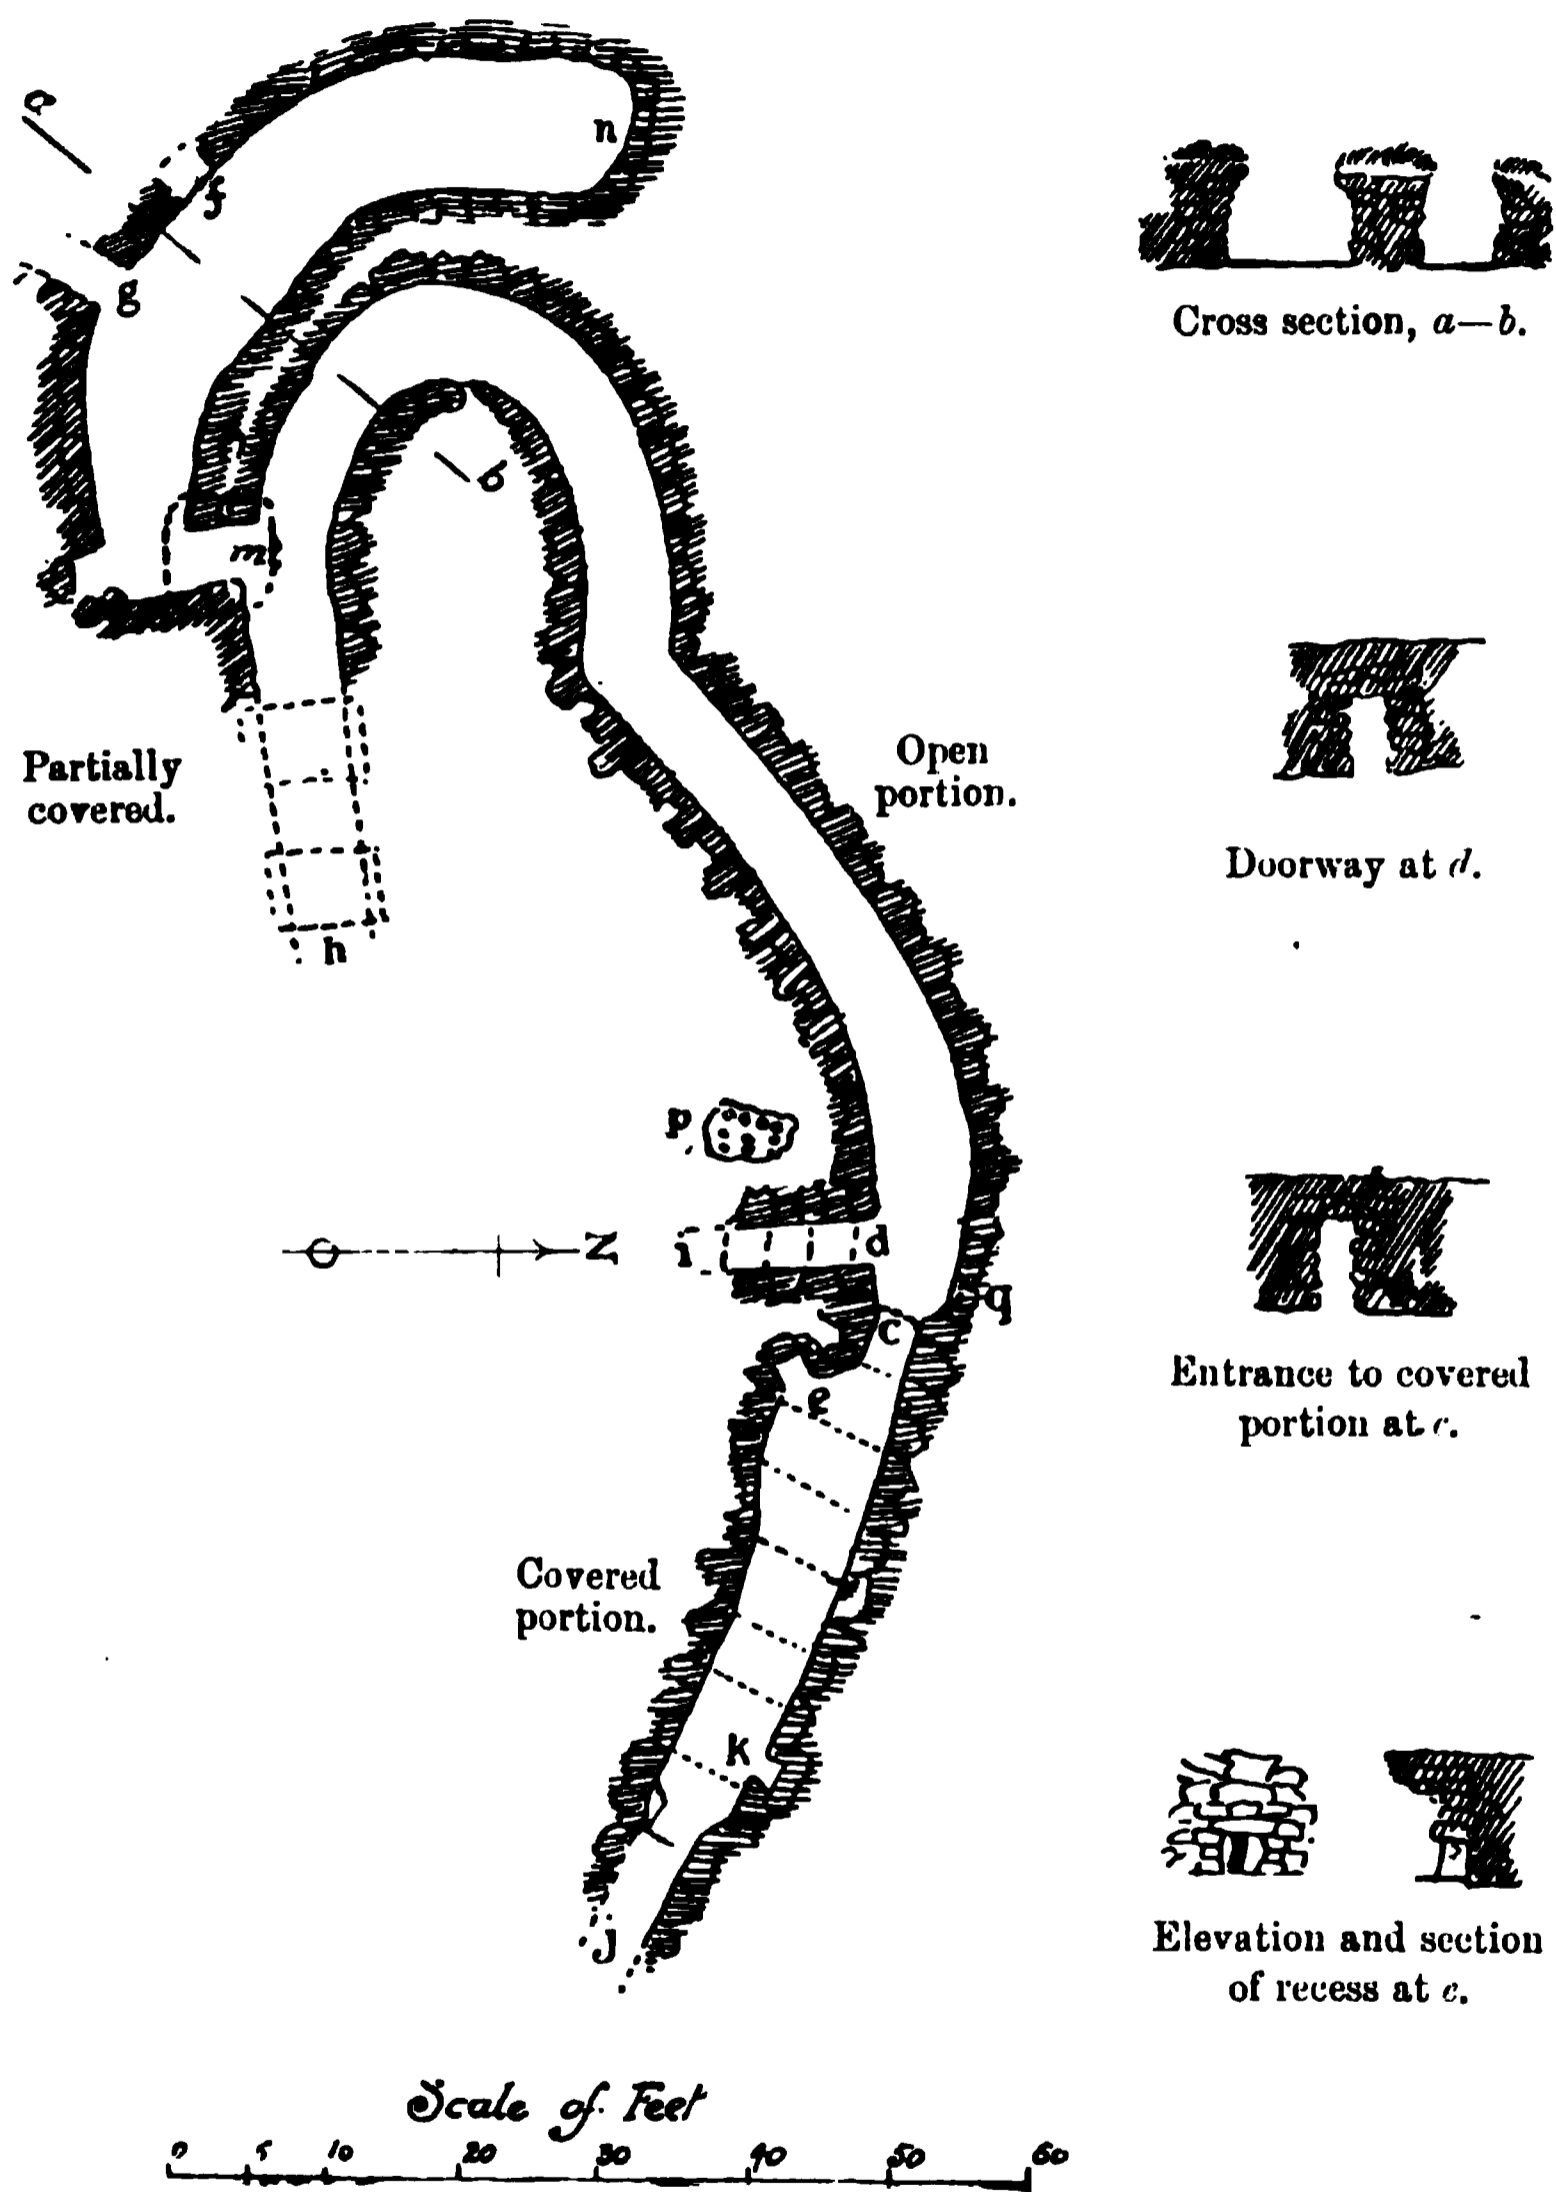 a
n
f
g
Cross section, a—b.
b
m
Partially
covered.
Open
portion.
Doorway at d.
h
p
N
i
d
q
c
e
Entrance to covered
portion at c.
Covered
portion.
k
j
Elevation and section
of recess at e.
Scale of Feet
0 5 10 20 30 40 50 60